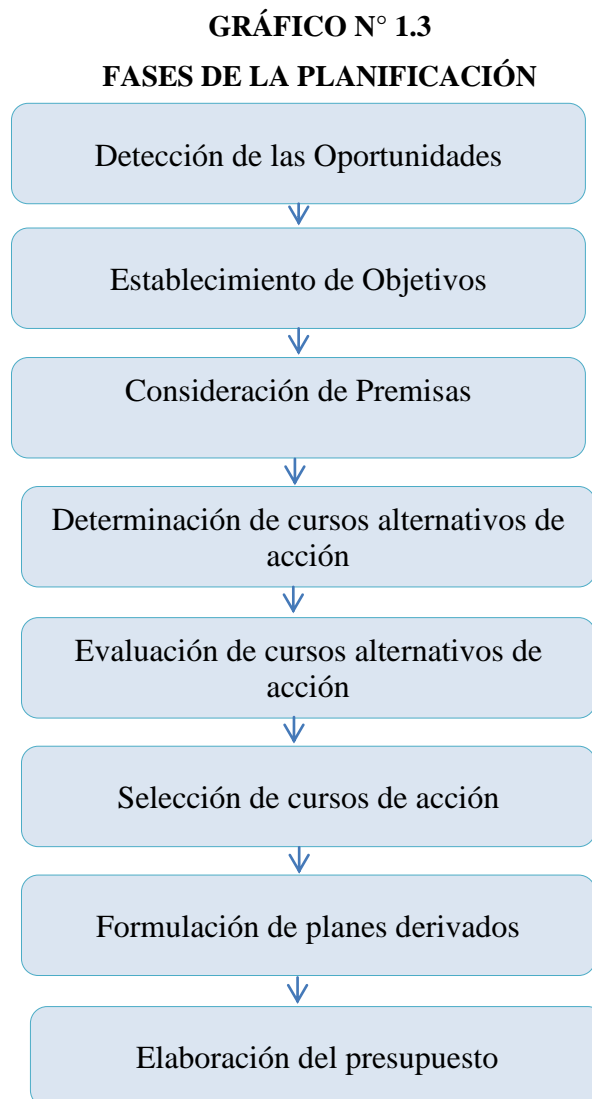 GRÁFICO N° 1.3
FASES DE LA PLANIFICACIÓN
Detección de las Oportunidades
Establecimiento de Objetivos
Consideración de Premisas
Determinación de cursos alternativos de
acción
Evaluación de cursos alternativos de
acción
Selección de cursos de acción
Formulación de planes derivados
Elaboración del presupuesto